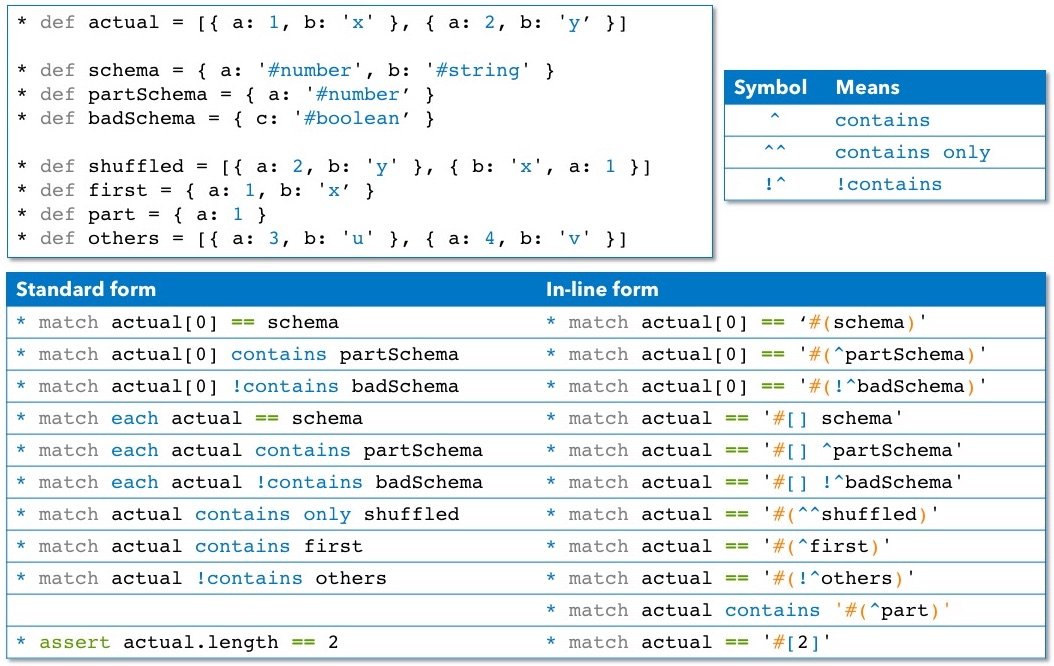 * def actual = [{ a: 1, b: 'x' }, { a: 2, b: 'y’ }]
* def schema = { a: '#number', b: '#string' }
* def partSchema = { a: '#number’ }
* def badSchema = { c: '#boolean’ }
* def shuffled = [{ a: 2, b: 'y' }, { b: 'x', a: 1 }]
* def first = { a: 1, b: 'x’ }
* def part = { a: 1 }
* def others = [{ a: 3, b: 'u' }, { a: 4, b: 'v' }]
Symbol Means
^ contains
^^ contains only
!^ !contains
Standard form In-line form
* match actual[0] == schema * match actual[0] == ‘#(schema)'
* match actual[0] contains partSchema * match actual[0] == '#(^partSchema)'
* match actual[0] !contains badSchema * match actual[0] == '#(!^badSchema)'
* match each actual == schema * match actual == '#[] schema'
* match each actual contains partSchema * match actual == '#[] ^partSchema'
* match each actual !contains badSchema * match actual == '#[] !^badSchema'
* match actual contains only shuffled * match actual == '#(^^shuffled)'
* match actual contains first * match actual == '#(^first)'
* match actual !contains others * match actual == '#(!^others)'
* match actual contains '#(^part)'
* assert actual.length == 2 * match actual == '#[2]'